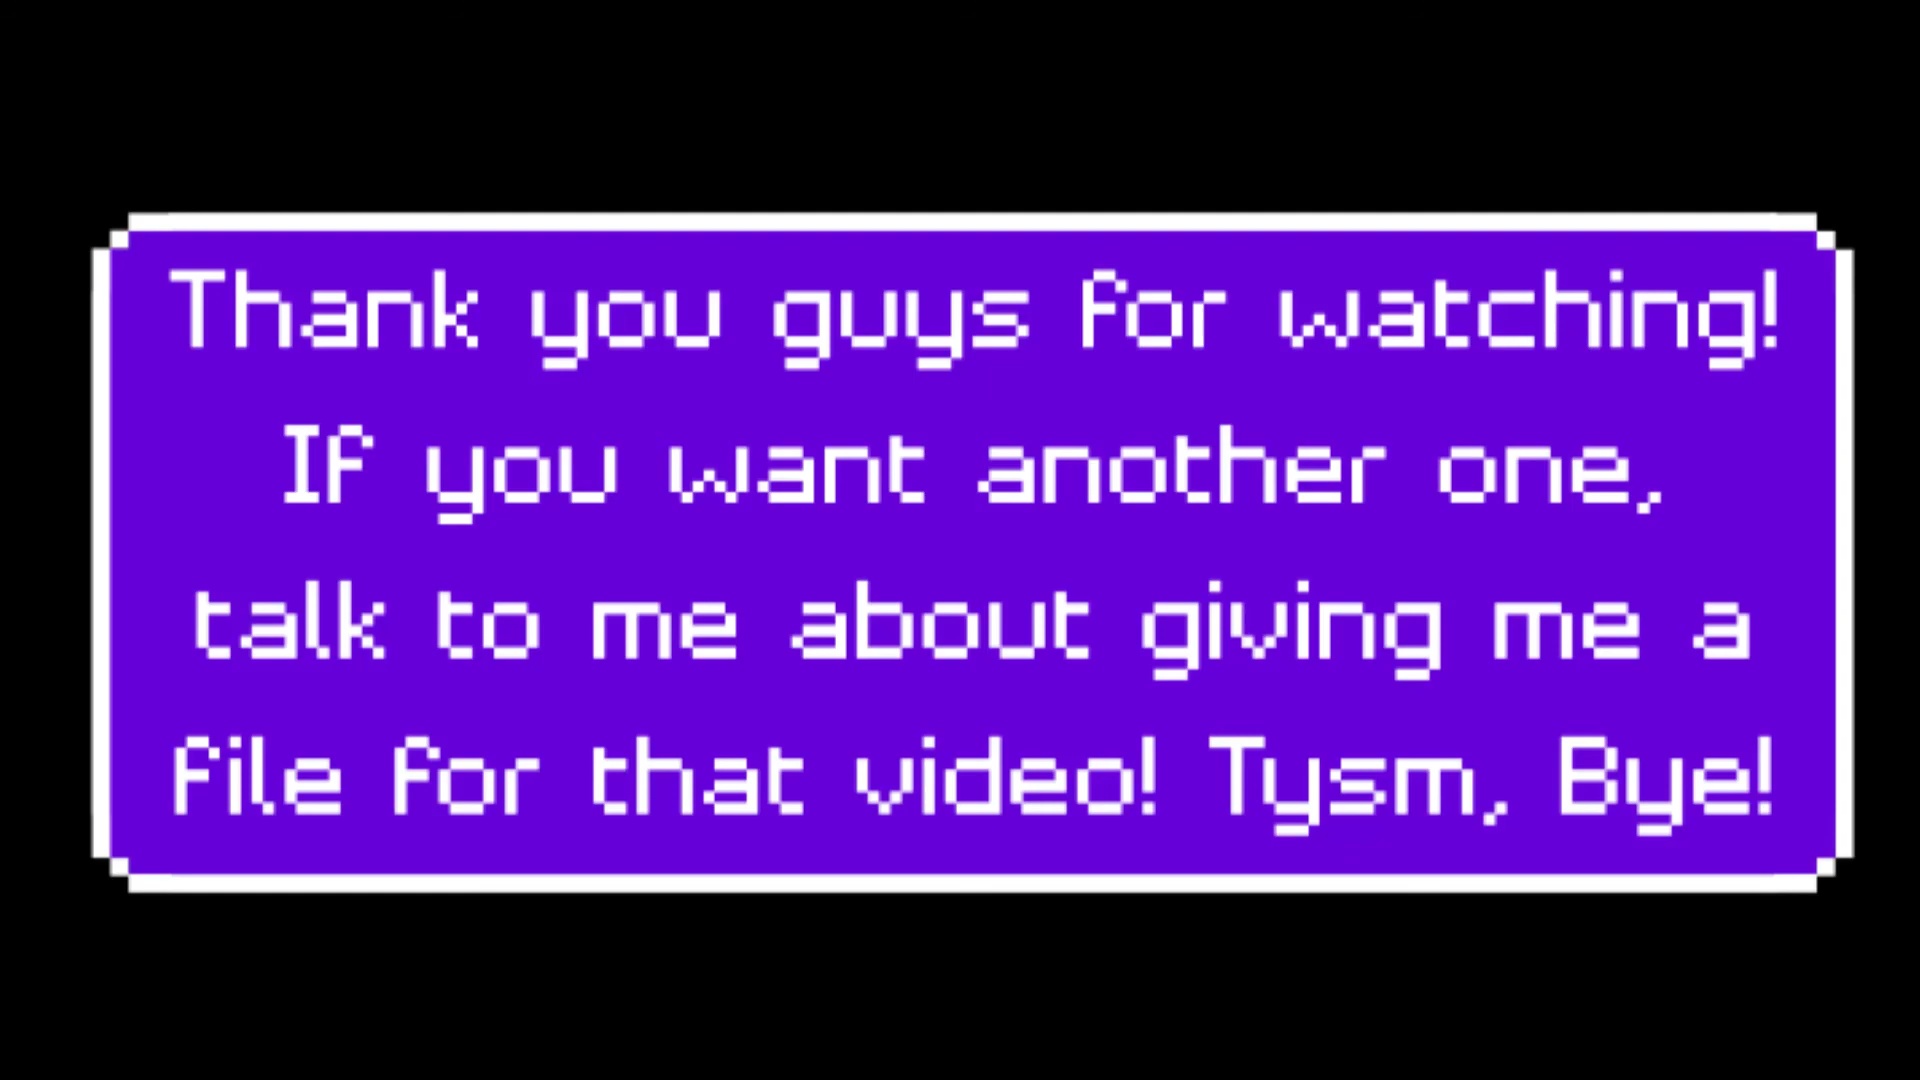 Thank you guys for watching!
If you want another one,
talk to me about giving me a
file for that video! Tysm, Bye!